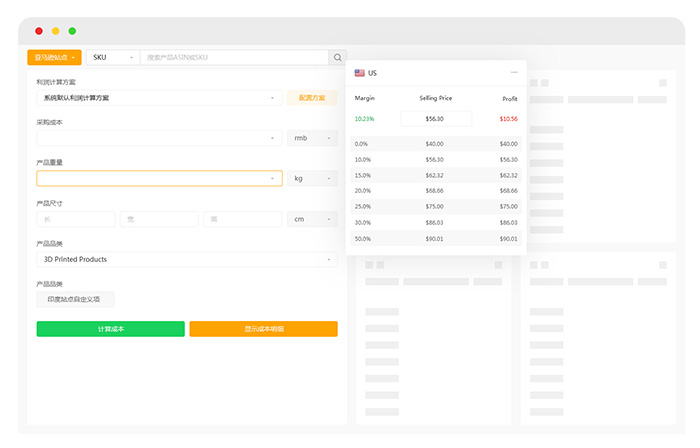 亚马逊站点 SKU 搜索产品ASIN或SKU
利润计算方案
系统默认利润计算方案 配置方案
采购成本
rmb
产品重量
kg
产品尺寸
长 宽 高 cm
产品品类
3D Printed Products
产品品类
印度站点自定义项
计算成本 显示成本明细
US
Margin Selling Price Profit
10.23% $56.30 $10.56
0.0% $40.00 $40.00
10.0% $56.30 $56.30
15.0% $62.32 $62.32
20.0% $68.66 $68.66
25.0% $75.00 $75.00
30.0% $86.03 $86.03
50.0% $90.01 $90.01